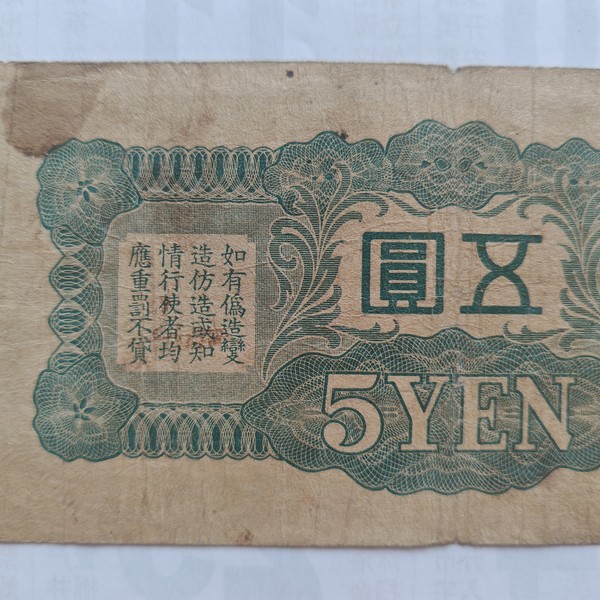 五圓
5YEN
如有僞造變
造仿造或知
情行使者均
應重罰不貸